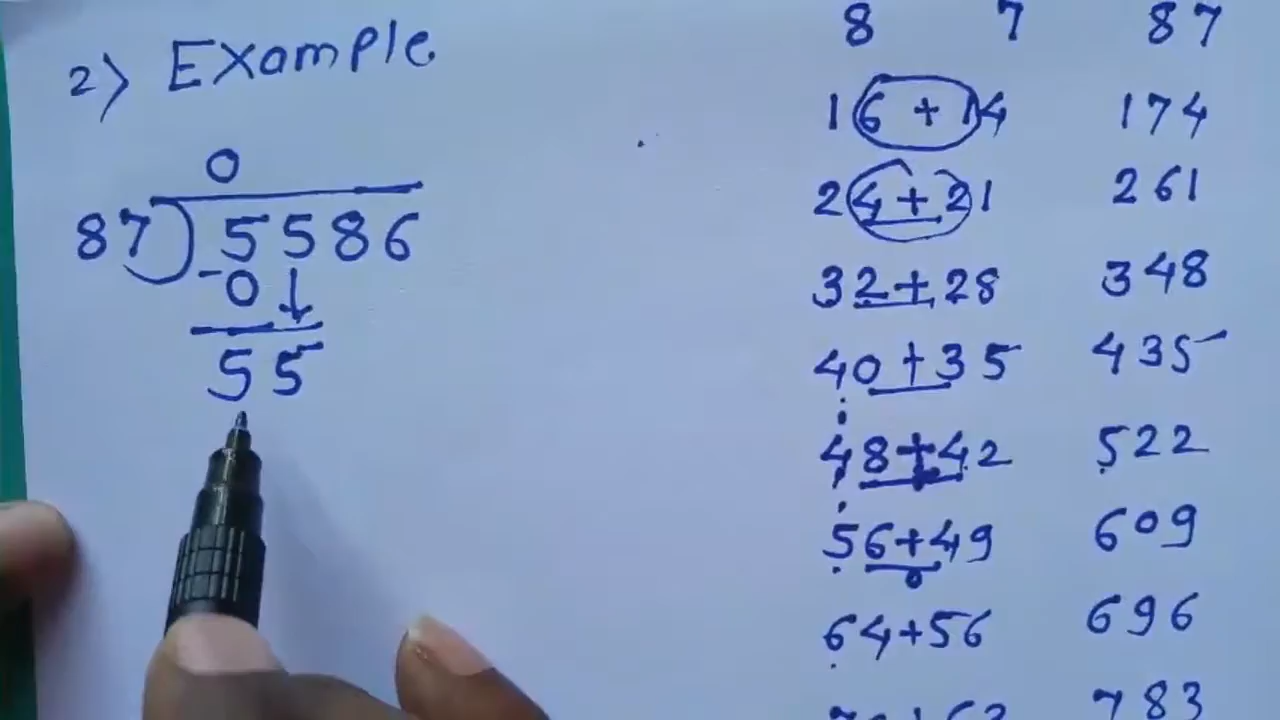 2) Example
0
87) 5586
-0↓
55
8 7 87
16 + 14 174
24 + 21 261
32 + 28 348
40 + 35 435
48 + 42 522
56 + 49 609
64 + 56 696
783